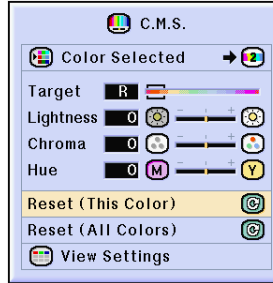 C.M.S.
Color Selected 2
Target R
Lightness 0 - +
Chroma 0 - +
Hue 0 M - + Y
Reset (This Color)
Reset (All Colors)
View Settings